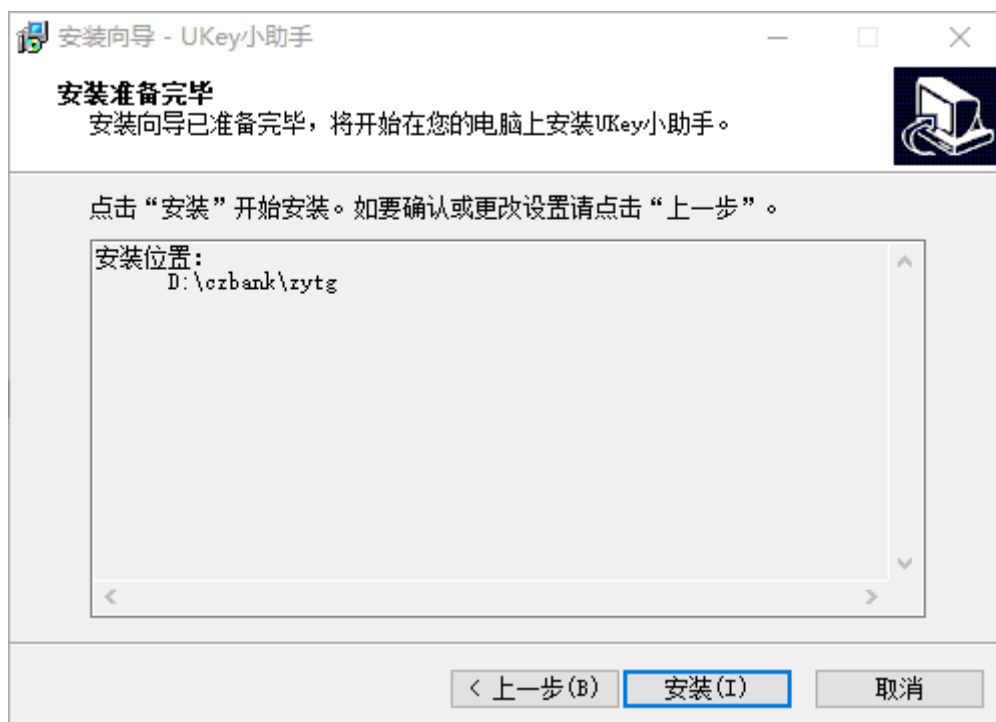 安装向导 - UKey小助手
安装准备完毕
安装向导已准备完毕，将开始在您的电脑上安装UKey小助手。
点击“安装”开始安装。如要确认或更改设置请点击“上一步”。
安装位置：
D:\czbank\zytg
< 上一步(B)
安装(I)
取消